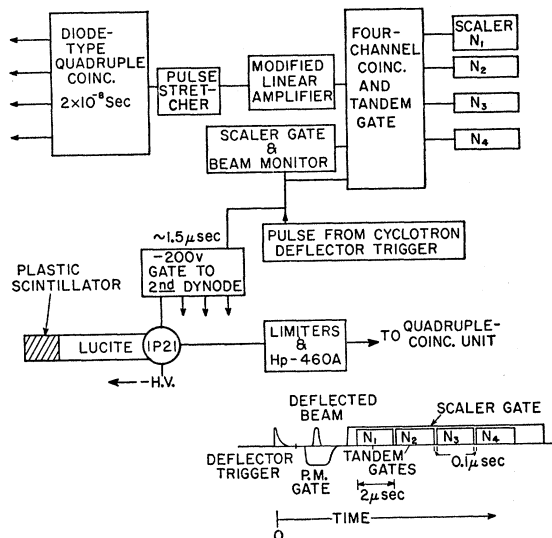 DIODE-
TYPE
QUADRUPLE
COINC.
2×10⁻⁸ Sec
PULSE
STRET-
CHER
MODIFIED
LINEAR
AMPLIFIER
SCALER GATE
&
BEAM MONITOR
FOUR-
CHANNEL
COINC.
AND
TANDEM
GATE
SCALER
N₁
N₂
N₃
N₄
PULSE FROM CYCLOTRON
DEFLECTOR TRIGGER
~1.5μsec
-200v
GATE TO
2nd DYNODE
PLASTIC
SCINTILLATOR
LUCITE
1P21
-H.V.
LIMITERS
&
Hp-460A
TO QUADRUPLE-
COINC. UNIT
DEFLECTED
BEAM
SCALER GATE
N₁
N₂
N₃
N₄
DEFLECTOR
TRIGGER
P.M.
GATE
TANDEM
GATES
0.1μsec
2μsec
0
TIME